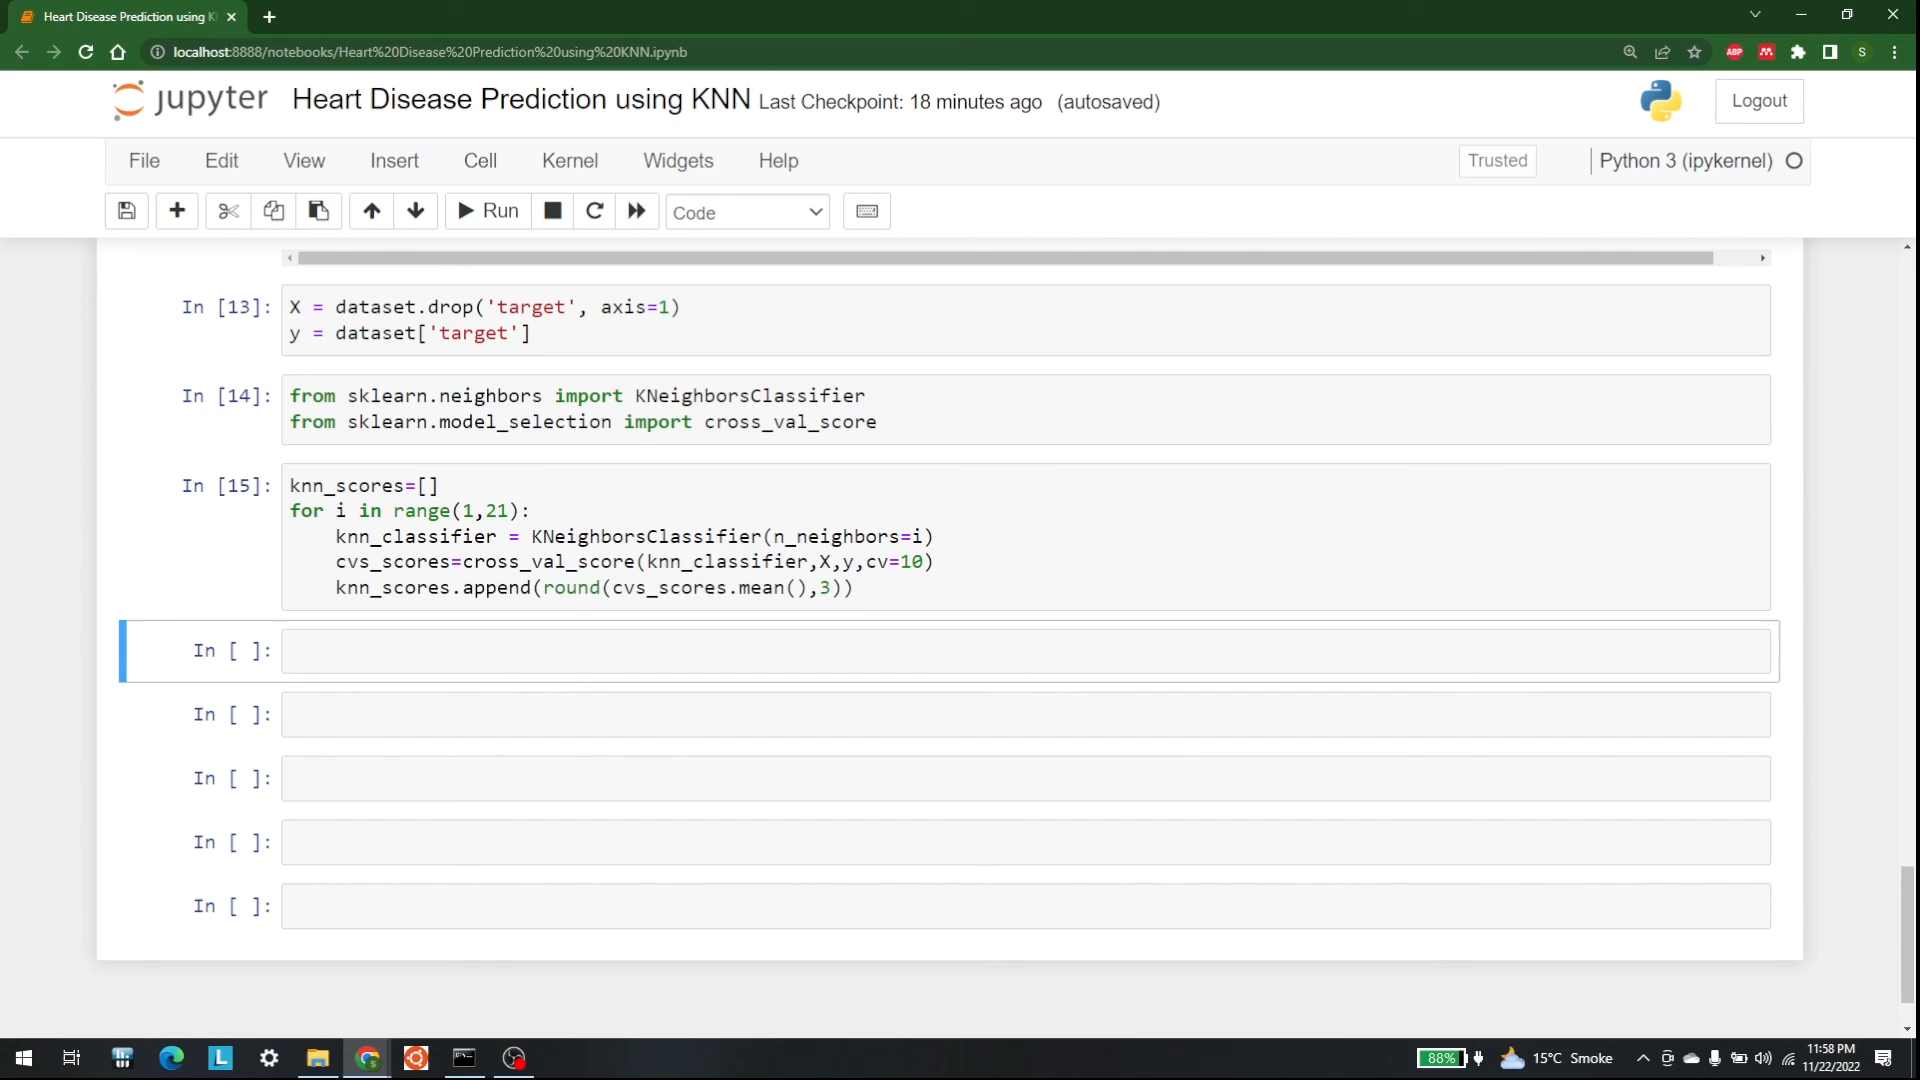 Heart Disease Prediction using K
localhost:8888/notebooks/Heart%20Disease%20Prediction%20using%20KNN.ipynb
ABP
S
jupyter Heart Disease Prediction using KNN Last Checkpoint: 18 minutes ago (autosaved)
Logout
File Edit View Insert Cell Kernel Widgets Help
Trusted
Python 3 (ipykernel)
Run
Code
In [13]: X = dataset.drop('target', axis=1)
y = dataset['target']
In [14]: from sklearn.neighbors import KNeighborsClassifier
from sklearn.model_selection import cross_val_score
In [15]: knn_scores=[]
for i in range(1,21):
    knn_classifier = KNeighborsClassifier(n_neighbors=i)
    cvs_scores=cross_val_score(knn_classifier,X,y,cv=10)
    knn_scores.append(round(cvs_scores.mean(),3))
In [ ]:
In [ ]:
In [ ]:
In [ ]:
In [ ]:
L
88%
15°C Smoke
11:58 PM
11/22/2022